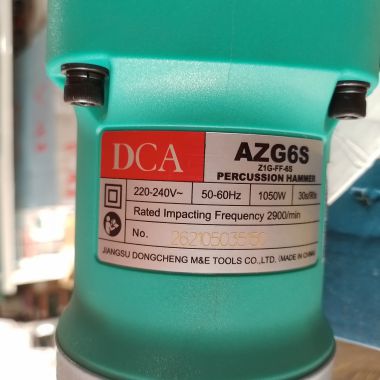 DCA
AZG6S
Z1G-FF-6S
PERCUSSION HAMMER
220-240V~ 50-60Hz 1050W 30s/90s
Rated Impacting Frequency 2900/min
No.
JIANGSU DONGCHENG M&E TOOLS CO.,LTD. (MADE IN CHINA)